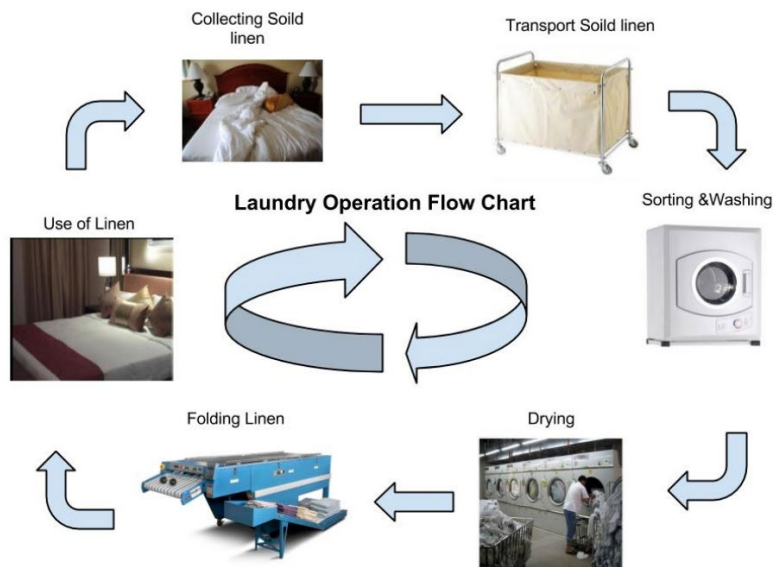 Collecting Soild
linen
Transport Soild linen
Laundry Operation Flow Chart
Sorting &Washing
Use of Linen
Folding Linen
Drying